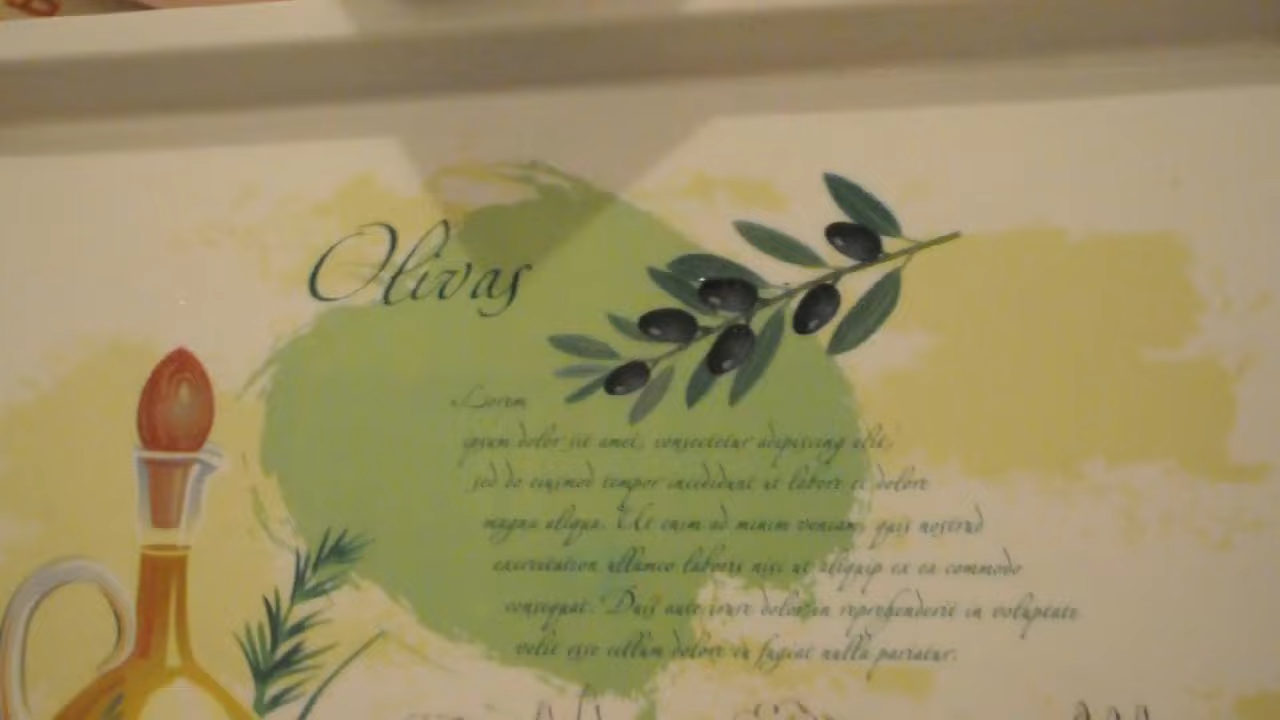 Olivas
Lorem
ipsum dolor sit amet, consectetur adipiscing elit,
sed do eiusmod tempor incididunt ut labore et dolore
magna aliqua. Ut enim ad minim veniam, quis nostrud
exercitation ullamco laboris nisi ut aliquip ex ea commodo
consequat. Duis aute irure dolor in reprehenderit in voluptate
velit esse cillum dolore eu fugiat nulla pariatur.